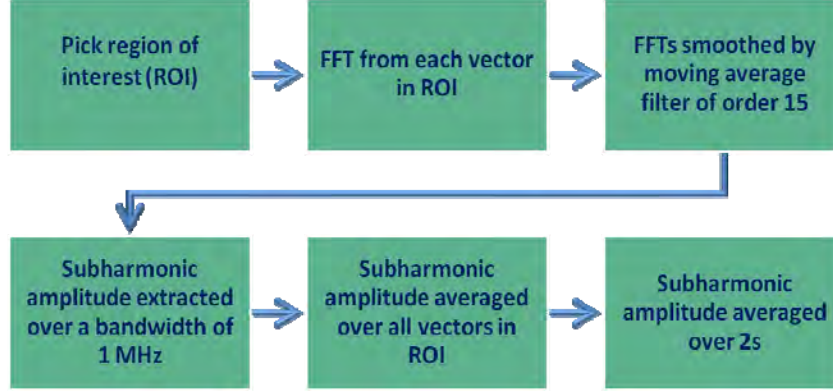 Pick region of
interest (ROI)
FFT from each vector
in ROI
FFTs smoothed by
moving average
filter of order 15
Subharmonic
amplitude extracted
over a bandwidth of
1 MHz
Subharmonic
amplitude averaged
over all vectors in
ROI
Subharmonic
amplitude averaged
over 2s